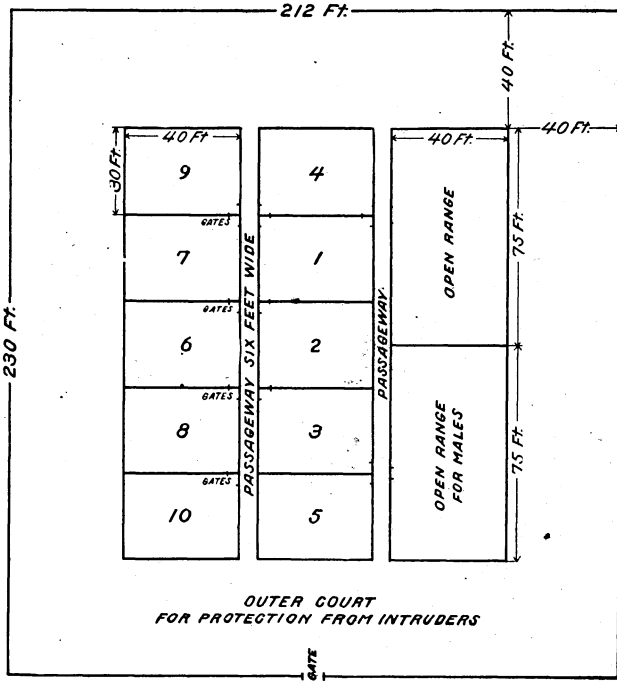 212 Ft.
40 Ft.
40 Ft.
40 Ft.
40 Ft.
30 Ft.
9
4
GATES
75 Ft.
OPEN RANGE
7
1
PASSAGEWAY SIX FEET WIDE
GATES
230 Ft.
6
2
PASSAGEWAY.
GATES
8
3
OPEN RANGE
FOR MALES
75 Ft.
GATES
10
5
OUTER COURT
FOR PROTECTION FROM INTRUDERS
GATE